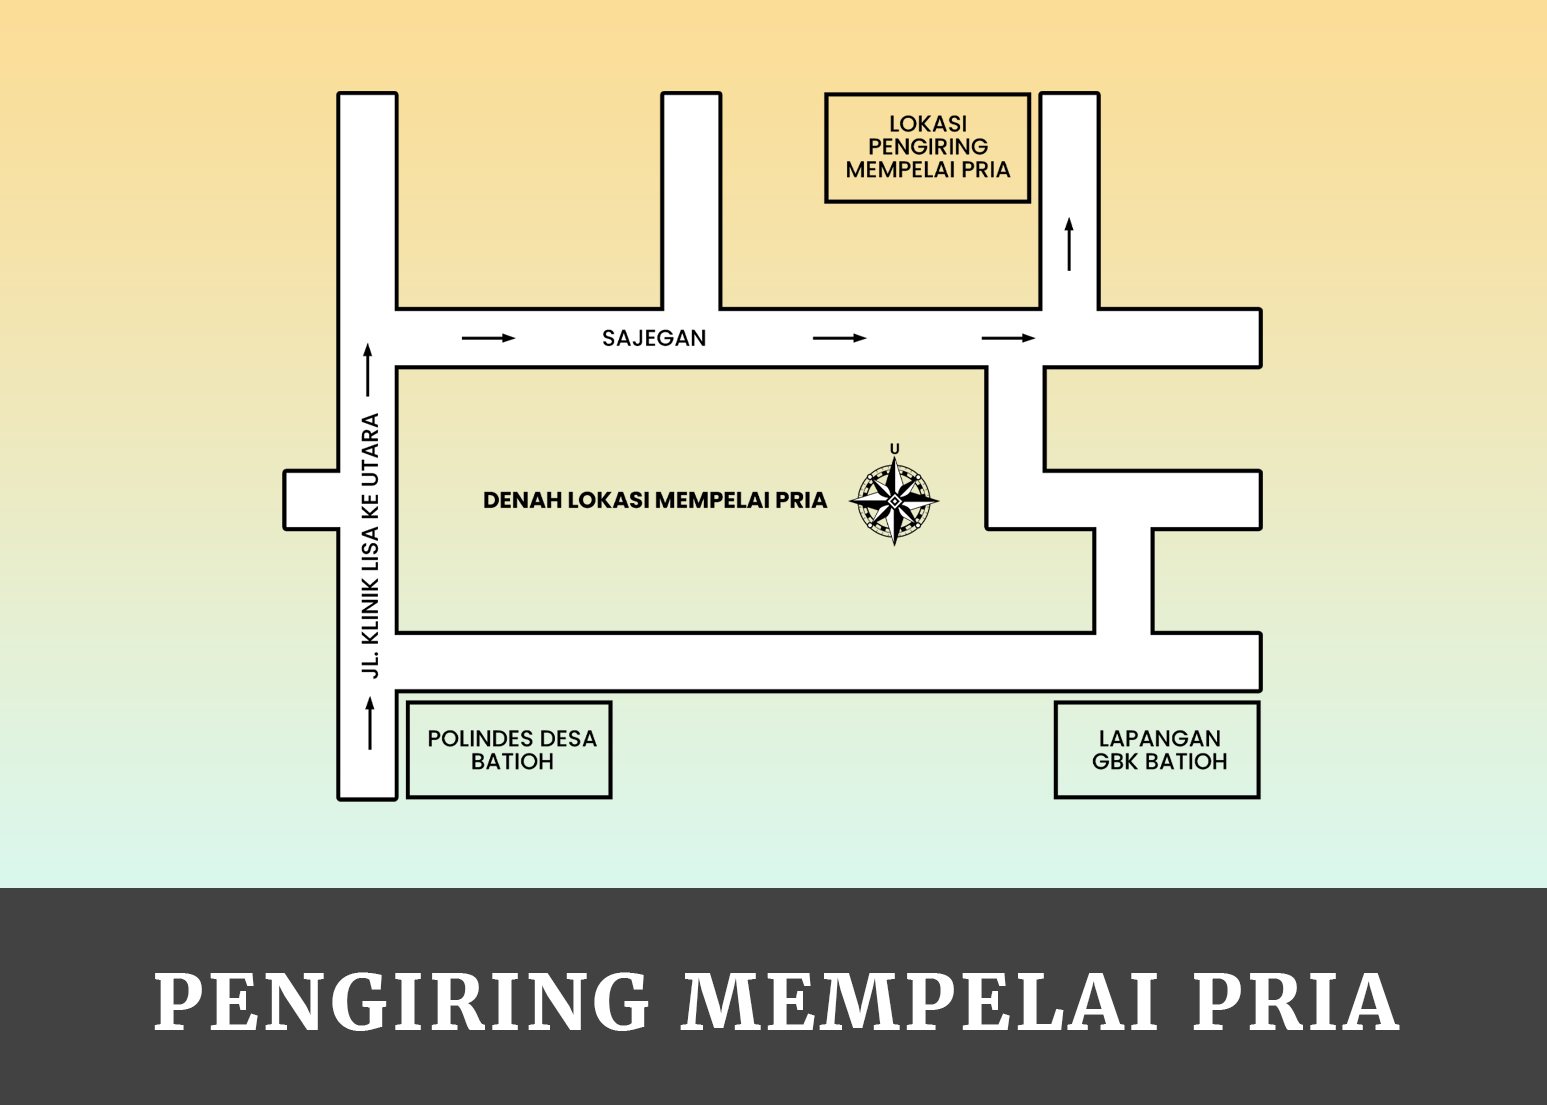 LOKASI
PENGIRING
MEMPELAI PRIA
SAJEGAN
JL. KLINIK LISA KE UTARA
U
DENAH LOKASI MEMPELAI PRIA
POLINDES DESA
BATIOH
LAPANGAN
GBK BATIOH
PENGIRING MEMPELAI PRIA